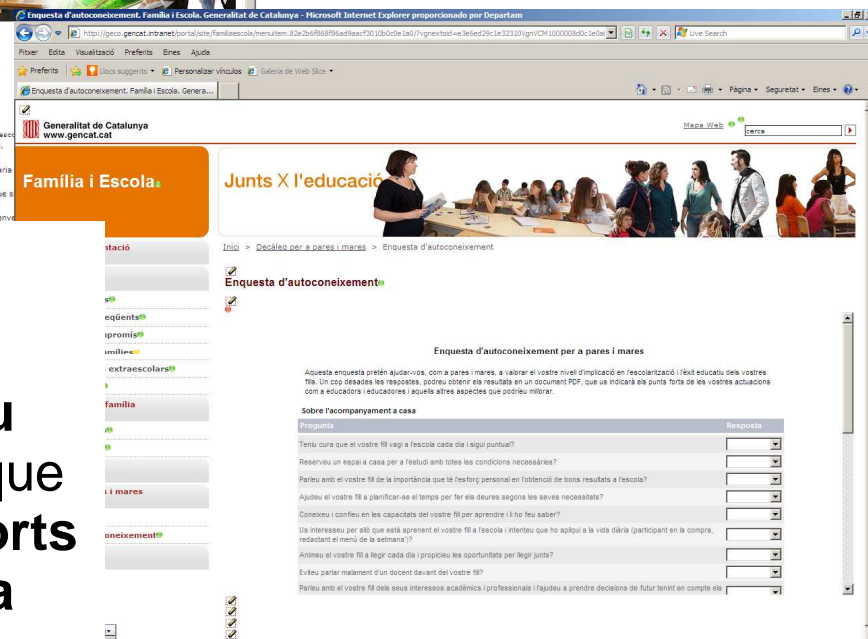 Enquesta d'autoconeixement. Família i Escola. Generalitat de Catalunya - Microsoft Internet Explorer proporcionado por Departam
Fitxer Edita Visualització Preferits Eines Ajuda
Preferits Llocs suggerits Personalizar vínculos Galeria de Web Slice
Live Search
Enquesta d'autoconeixement. Família i Escola. Genera...
Pàgina Seguretat Eines
Generalitat de Catalunya
www.gencat.cat
Mapa Web
cerca
Família i Escola
Junts X l'educació
Inici > Decàleg per a pares i mares > Enquesta d'autoconeixement
Enquesta d'autoconeixement
ntació
eqüents
promís
extraescolars
família
i mares
oneixement
u
que
orts
a
Enquesta d'autoconeixement per a pares i mares
Aquesta enquesta pretén ajudar-vos, com a pares i mares, a valorar el vostre nivell d'implicació en l'escolarització i l'èxit educatiu dels vostres
fills. Un cop desades les respostes, podreu obtenir els resultats en un document PDF, que us indicarà els punts forts de les vostres actuacions
com a educadors i educadores i aquells altres aspectes que podríeu millorar.
Sobre l'acompanyament a casa
Pregunta Resposta
Teniu cura que el vostre fill vagi a l'escola cada dia i sigui puntual?
Reserveu un espai a casa per a l'estudi amb totes les condicions necessàries?
Parleu amb el vostre fill de la importància que té l'esforç personal en l'obtenció de bons resultats a l'escola?
Ajudeu el vostre fill a planificar-se el temps per fer els deures segons les seves necessitats?
Coneixeu i confieu en les capacitats del vostre fill per aprendre i li ho feu saber?
Us interesseu per allò que està aprenent el vostre fill a l'escola i intenteu que ho apliqui a la vida diària (participant en la compra,
redactant el menú de la setmana')?
Animeu el vostre fill a llegir cada dia i propicieu les oportunitats per llegir junts?
Eviteu parlar malament d'un docent davant del vostre fill?
Parleu amb el vostre fill dels seus interessos acadèmics i professionals i l'ajudeu a prendre decisions de futur tenint en compte els